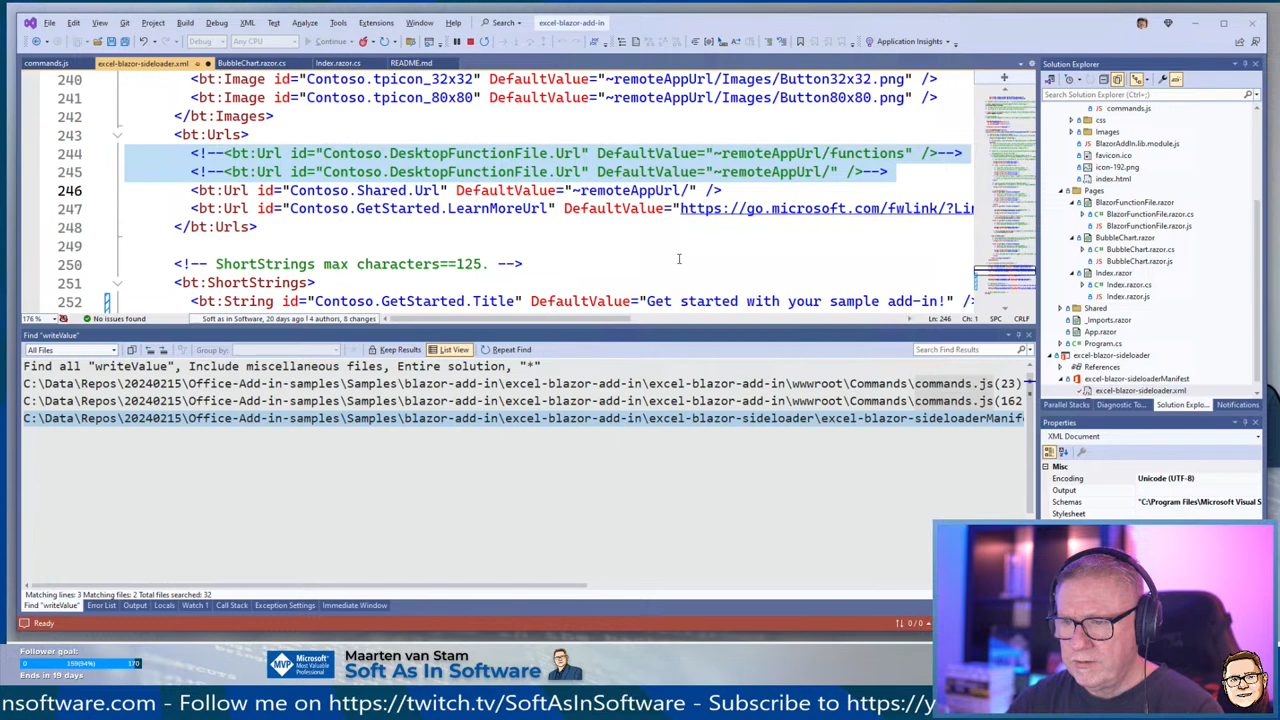 File Edit View Git Project Build Debug XML Test Analyze Tools Extensions Window Help Search excel-blazor-add-in
Debug Any CPU Continue Application Insights
commands.js excel-blazor-sideloader.xml BubbleChart.razor.cs Index.razor.cs README.md
240 <bt:Image id="Contoso.tpicon_32x32" DefaultValue="~remoteAppUrl/Images/Button32x32.png" />
241 <bt:Image id="Contoso.tpicon_80x80" DefaultValue="~remoteAppUrl/Images/Button80x80.png" />
242 </bt:Images>
243 <bt:Urls>
244 <!--<bt:Url id="Contoso.DesktopFunctionFile.Url" DefaultValue="~remoteAppUrl/functions" />-->
245 <!--<bt:Url id="Contoso.DesktopFunctionFile.Url" DefaultValue="~remoteAppUrl/" />-->
246 <bt:Url id="Contoso.Shared.Url" DefaultValue="~remoteAppUrl/" />
247 <bt:Url id="Contoso.GetStarted.LearnMoreUrl" DefaultValue="https://go.microsoft.com/fwlink/?Lin
248 </bt:Urls>
249
250 <!-- ShortStrings max characters==125. -->
251 <bt:ShortStrings>
252 <bt:String id="Contoso.GetStarted.Title" DefaultValue="Get started with your sample add-in!" />
176 % No issues found Soft as in Software, 20 days ago | 4 authors, 8 changes Ln: 246 Ch: 1 SPC CRLF
Find "writeValue"
All Files Group by: Keep Results List View Repeat Find Search Find Results
Find all "writeValue", Include miscellaneous files, Entire solution, "*"
C:\Data\Repos\20240215\Office-Add-in-samples\Samples\blazor-add-in\excel-blazor-add-in\excel-blazor-add-in\wwwroot\Commands\commands.js(23)
C:\Data\Repos\20240215\Office-Add-in-samples\Samples\blazor-add-in\excel-blazor-add-in\excel-blazor-add-in\wwwroot\Commands\commands.js(162
C:\Data\Repos\20240215\Office-Add-in-samples\Samples\blazor-add-in\excel-blazor-add-in\excel-blazor-sideloader\excel-blazor-sideloaderManife
Matching lines: 3 Matching files: 2 Total files searched: 32
Find "writeValue" Error List Output Locals Watch 1 Call Stack Exception Settings Immediate Window
Ready 0 / 0
Solution Explorer
Search Solution Explorer (Ctrl+;)
commands.js
css
Images
BlazorAddIn.lib.module.js
favicon.ico
icon-192.png
index.html
Pages
BlazorFunctionFile.razor
BlazorFunctionFile.razor.cs
BlazorFunctionFile.razor.js
BubbleChart.razor
BubbleChart.razor.cs
BubbleChart.razor.js
Index.razor
Index.razor.cs
Index.razor.js
Shared
_Imports.razor
App.razor
Program.cs
excel-blazor-sideloader
References
excel-blazor-sideloaderManifest
excel-blazor-sideloader.xml
Parallel Stacks Diagnostic To... Solution Explo... Notifications
Properties
XML Document
Misc
Encoding Unicode (UTF-8)
Output
Schemas "C:\Program Files\Microsoft Visual S
Stylesheet
Follower goal:
0 159(94%) 170
Ends in 19 days
MVP Microsoft Most Valuable Professional
Maarten van Stam
Soft As In Software
nsoftware.com - Follow me on https://twitch.tv/SoftAsInSoftware - Subscribe to https://y